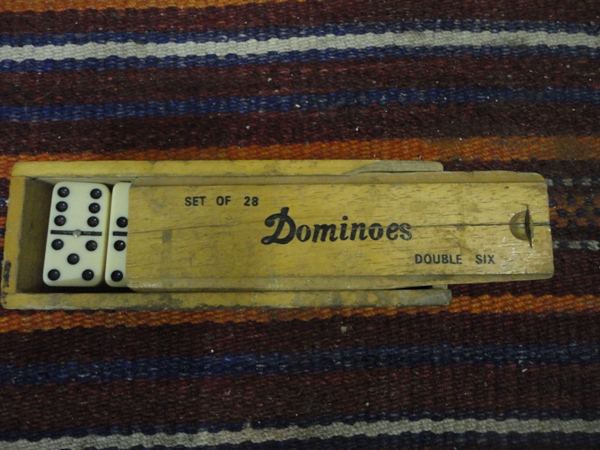 SET OF 28
Dominoes
DOUBLE SIX